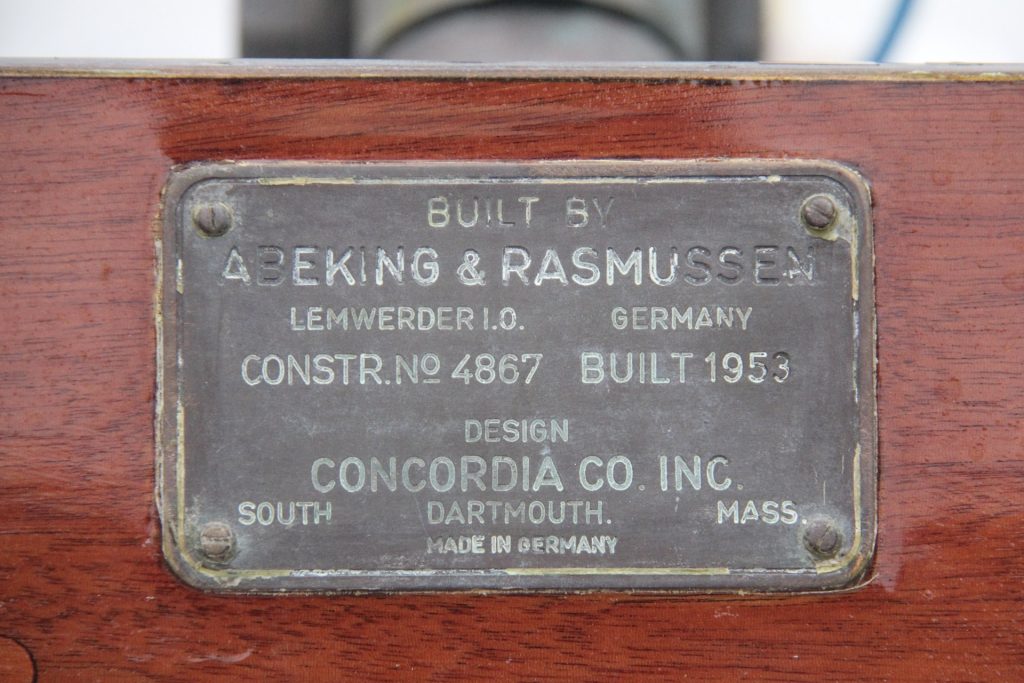 BUILT BY
ABEKING & RASMUSSEN
LEMWERDER I.O. GERMANY
CONSTR. Nº 4867 BUILT 1953
DESIGN
CONCORDIA CO. INC.
SOUTH DARTMOUTH. MASS.
MADE IN GERMANY